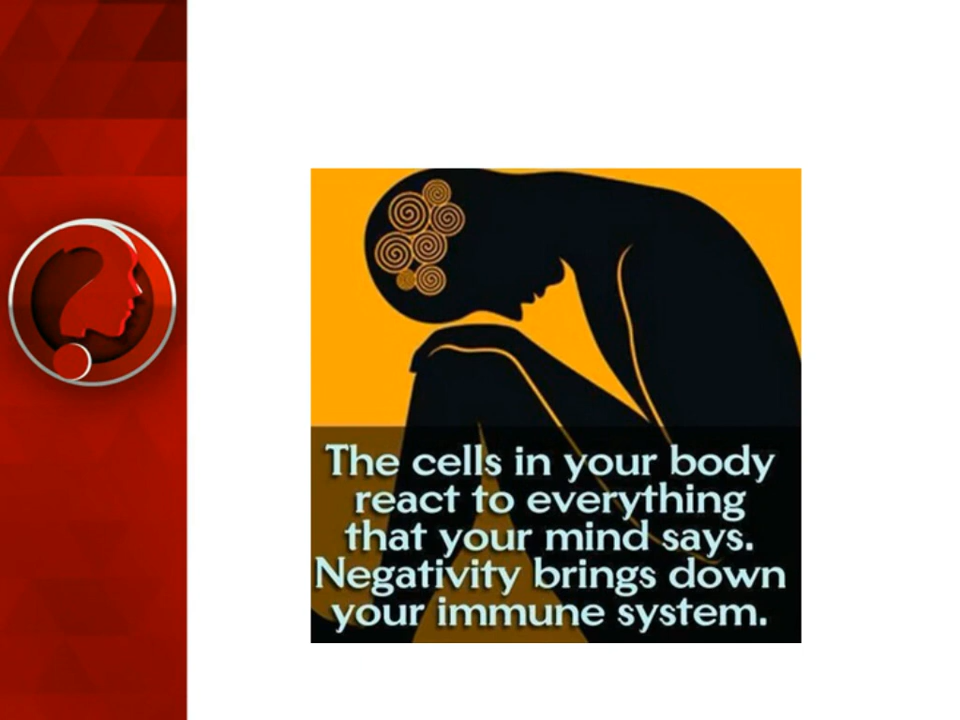 The cells in your body
react to everything
that your mind says.
Negativity brings down
your immune system.